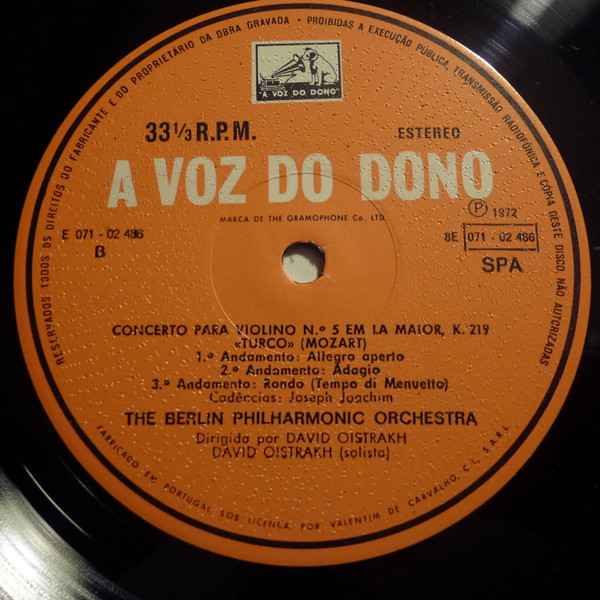 RESERVADOS TODOS OS DIREITOS DO FABRICANTE E DO PROPRIETÁRIO DA OBRA GRAVADA • PROIBIDAS A EXECUÇÃO PÚBLICA, TRANSMISSÃO RADIOFÓNICA E CÓPIA DESTE DISCO, NÃO AUTORIZADAS
"A VOZ DO DONO"
33 1/3 R.P.M.
ESTEREO
A VOZ DO DONO
MARCA DE THE GRAMOPHONE Co. LTD
Ⓟ 1972
E 071 - 02 486
8E 071 - 02 486
B
SPA
CONCERTO PARA VIOLINO N.º 5 EM LA MAIOR, K. 219
«TURCO» (MOZART)
1.º Andamento: Allegro aperto
2.º Andamento: Adagio
3.º Andamento: Rondo (Tempo di Menuetto)
Cadências: Joseph Joachim
THE BERLIN PHILHARMONIC ORCHESTRA
Dirigida por DAVID OISTRAKH
DAVID OISTRAKH (solista)
FABRICADO EM PORTUGAL SOB LICENÇA, POR VALENTIM DE CARVALHO, C.I., S.A.R.L.